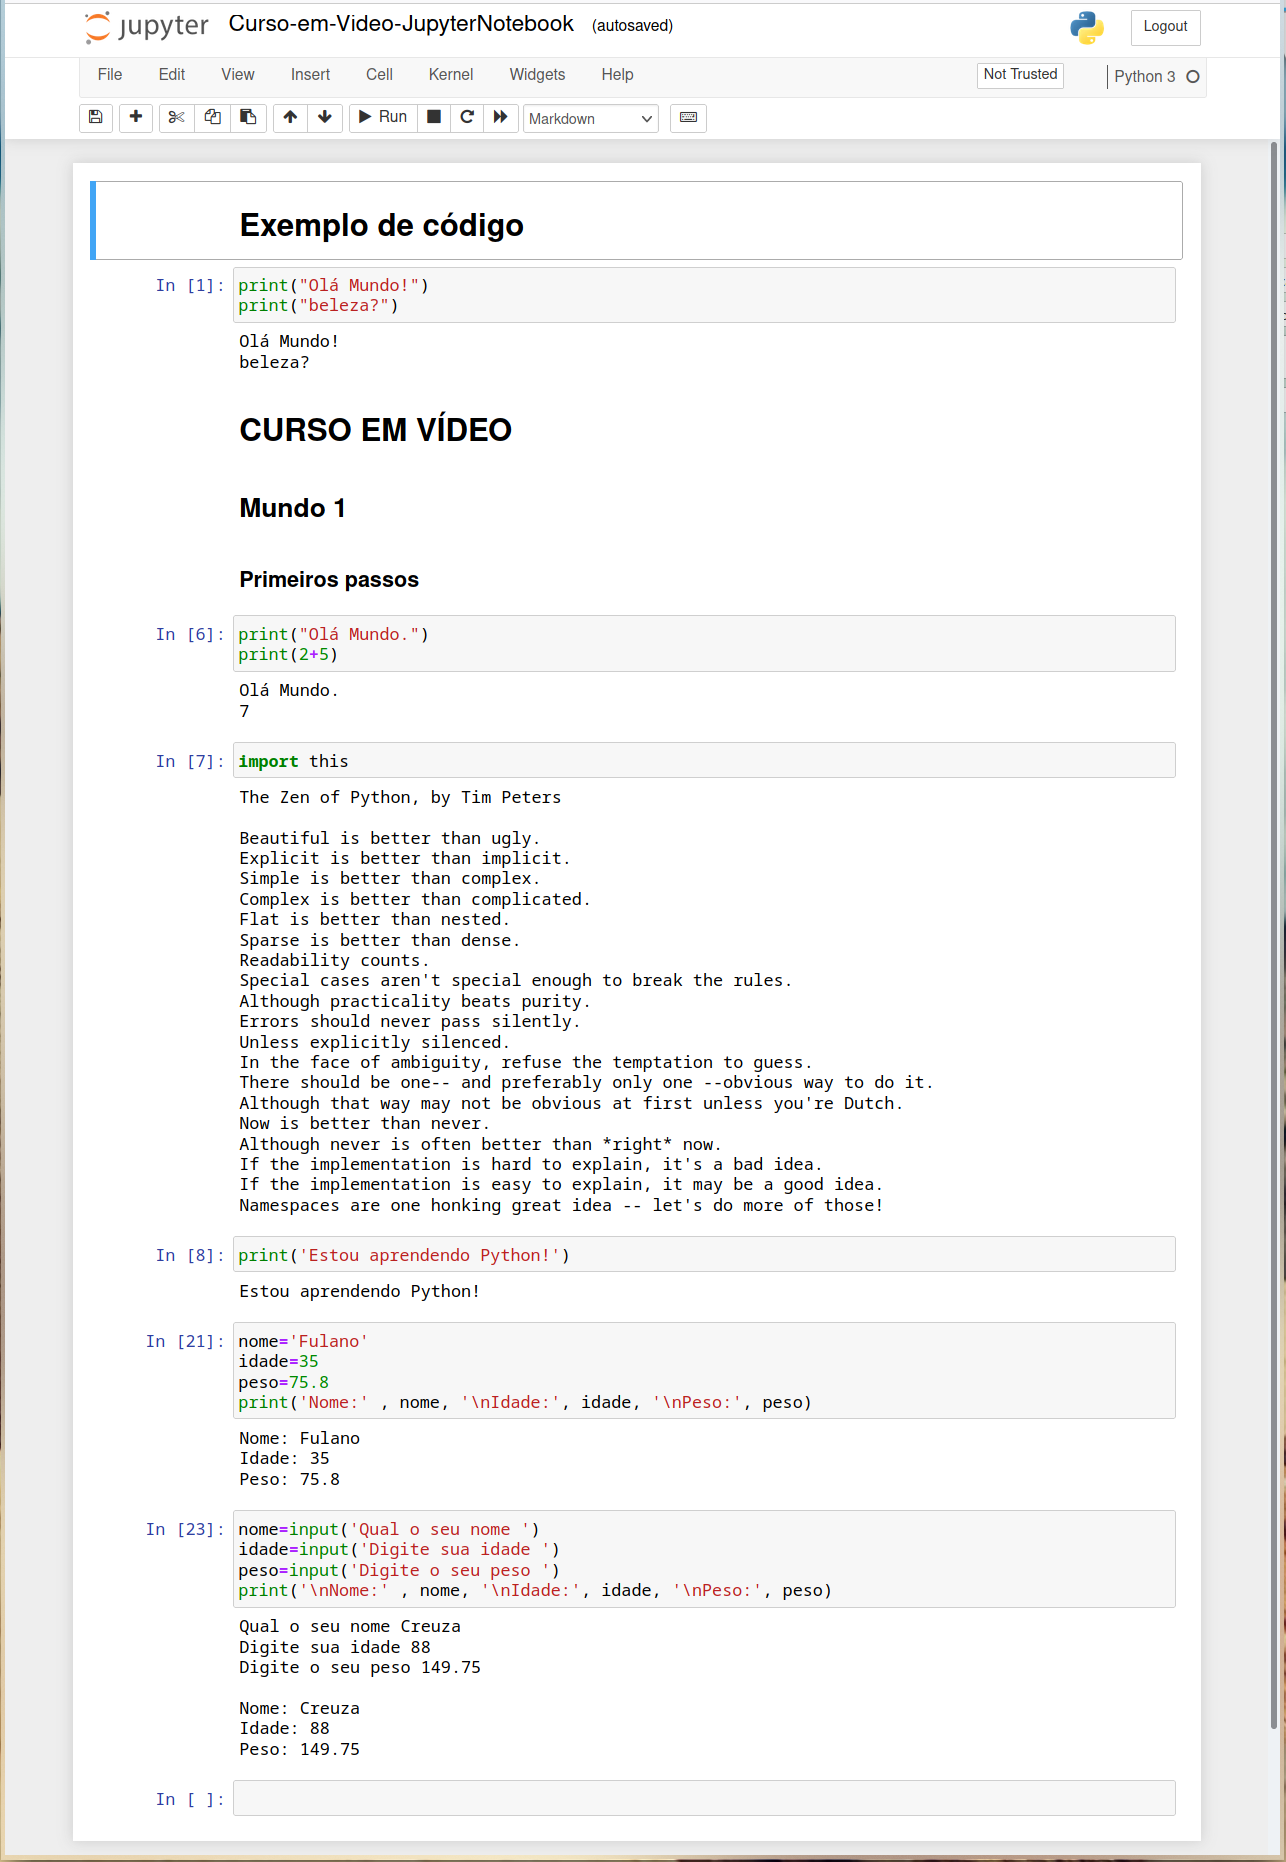 jupyter Curso-em-Video-JupyterNotebook (autosaved)
Logout
File Edit View Insert Cell Kernel Widgets Help
Not Trusted
Python 3
Run
Markdown
Exemplo de código
In [1]: print("Olá Mundo!")
print("beleza?")
Olá Mundo!
beleza?
CURSO EM VÍDEO
Mundo 1
Primeiros passos
In [6]: print("Olá Mundo.")
print(2+5)
Olá Mundo.
7
In [7]: import this
The Zen of Python, by Tim Peters
Beautiful is better than ugly.
Explicit is better than implicit.
Simple is better than complex.
Complex is better than complicated.
Flat is better than nested.
Sparse is better than dense.
Readability counts.
Special cases aren't special enough to break the rules.
Although practicality beats purity.
Errors should never pass silently.
Unless explicitly silenced.
In the face of ambiguity, refuse the temptation to guess.
There should be one-- and preferably only one --obvious way to do it.
Although that way may not be obvious at first unless you're Dutch.
Now is better than never.
Although never is often better than *right* now.
If the implementation is hard to explain, it's a bad idea.
If the implementation is easy to explain, it may be a good idea.
Namespaces are one honking great idea -- let's do more of those!
In [8]: print('Estou aprendendo Python!')
Estou aprendendo Python!
In [21]: nome='Fulano'
idade=35
peso=75.8
print('Nome:' , nome, '\nIdade:', idade, '\nPeso:', peso)
Nome: Fulano
Idade: 35
Peso: 75.8
In [23]: nome=input('Qual o seu nome ')
idade=input('Digite sua idade ')
peso=input('Digite o seu peso ')
print('\nNome:' , nome, '\nIdade:', idade, '\nPeso:', peso)
Qual o seu nome Creuza
Digite sua idade 88
Digite o seu peso 149.75
Nome: Creuza
Idade: 88
Peso: 149.75
In [ ]: